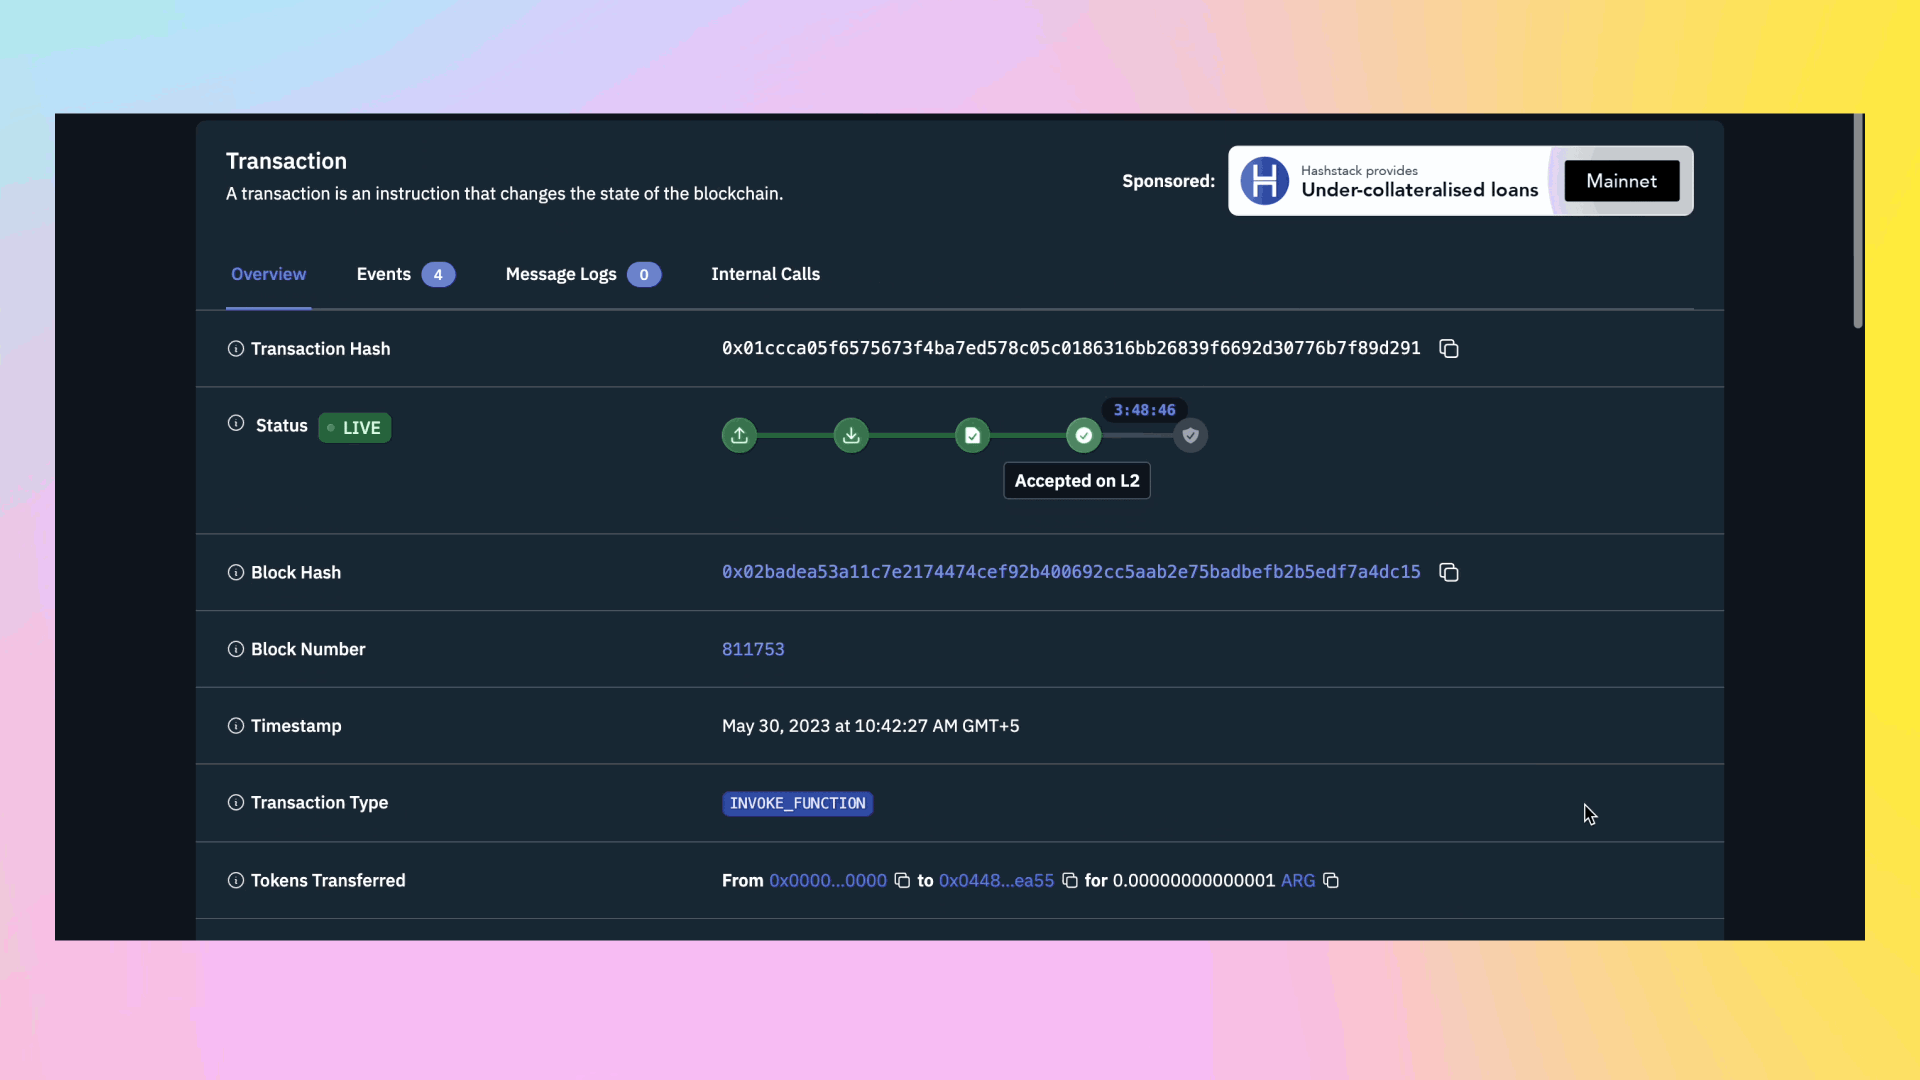 Transaction
A transaction is an instruction that changes the state of the blockchain.
Sponsored:
Hashstack provides
Under-collateralised loans
Mainnet
Overview Events 4 Message Logs 0 Internal Calls
Transaction Hash 0x01ccca05f6575673f4ba7ed578c05c0186316bb26839f6692d30776b7f89d291
3:48:46
Status LIVE
Accepted on L2
Block Hash 0x02badea53a11c7e2174474cef92b400692cc5aab2e75badbefb2b5edf7a4dc15
Block Number 811753
Timestamp May 30, 2023 at 10:42:27 AM GMT+5
Transaction Type INVOKE_FUNCTION
Tokens Transferred From 0x0000...0000 to 0x0448...ea55 for 0.00000000000001 ARG